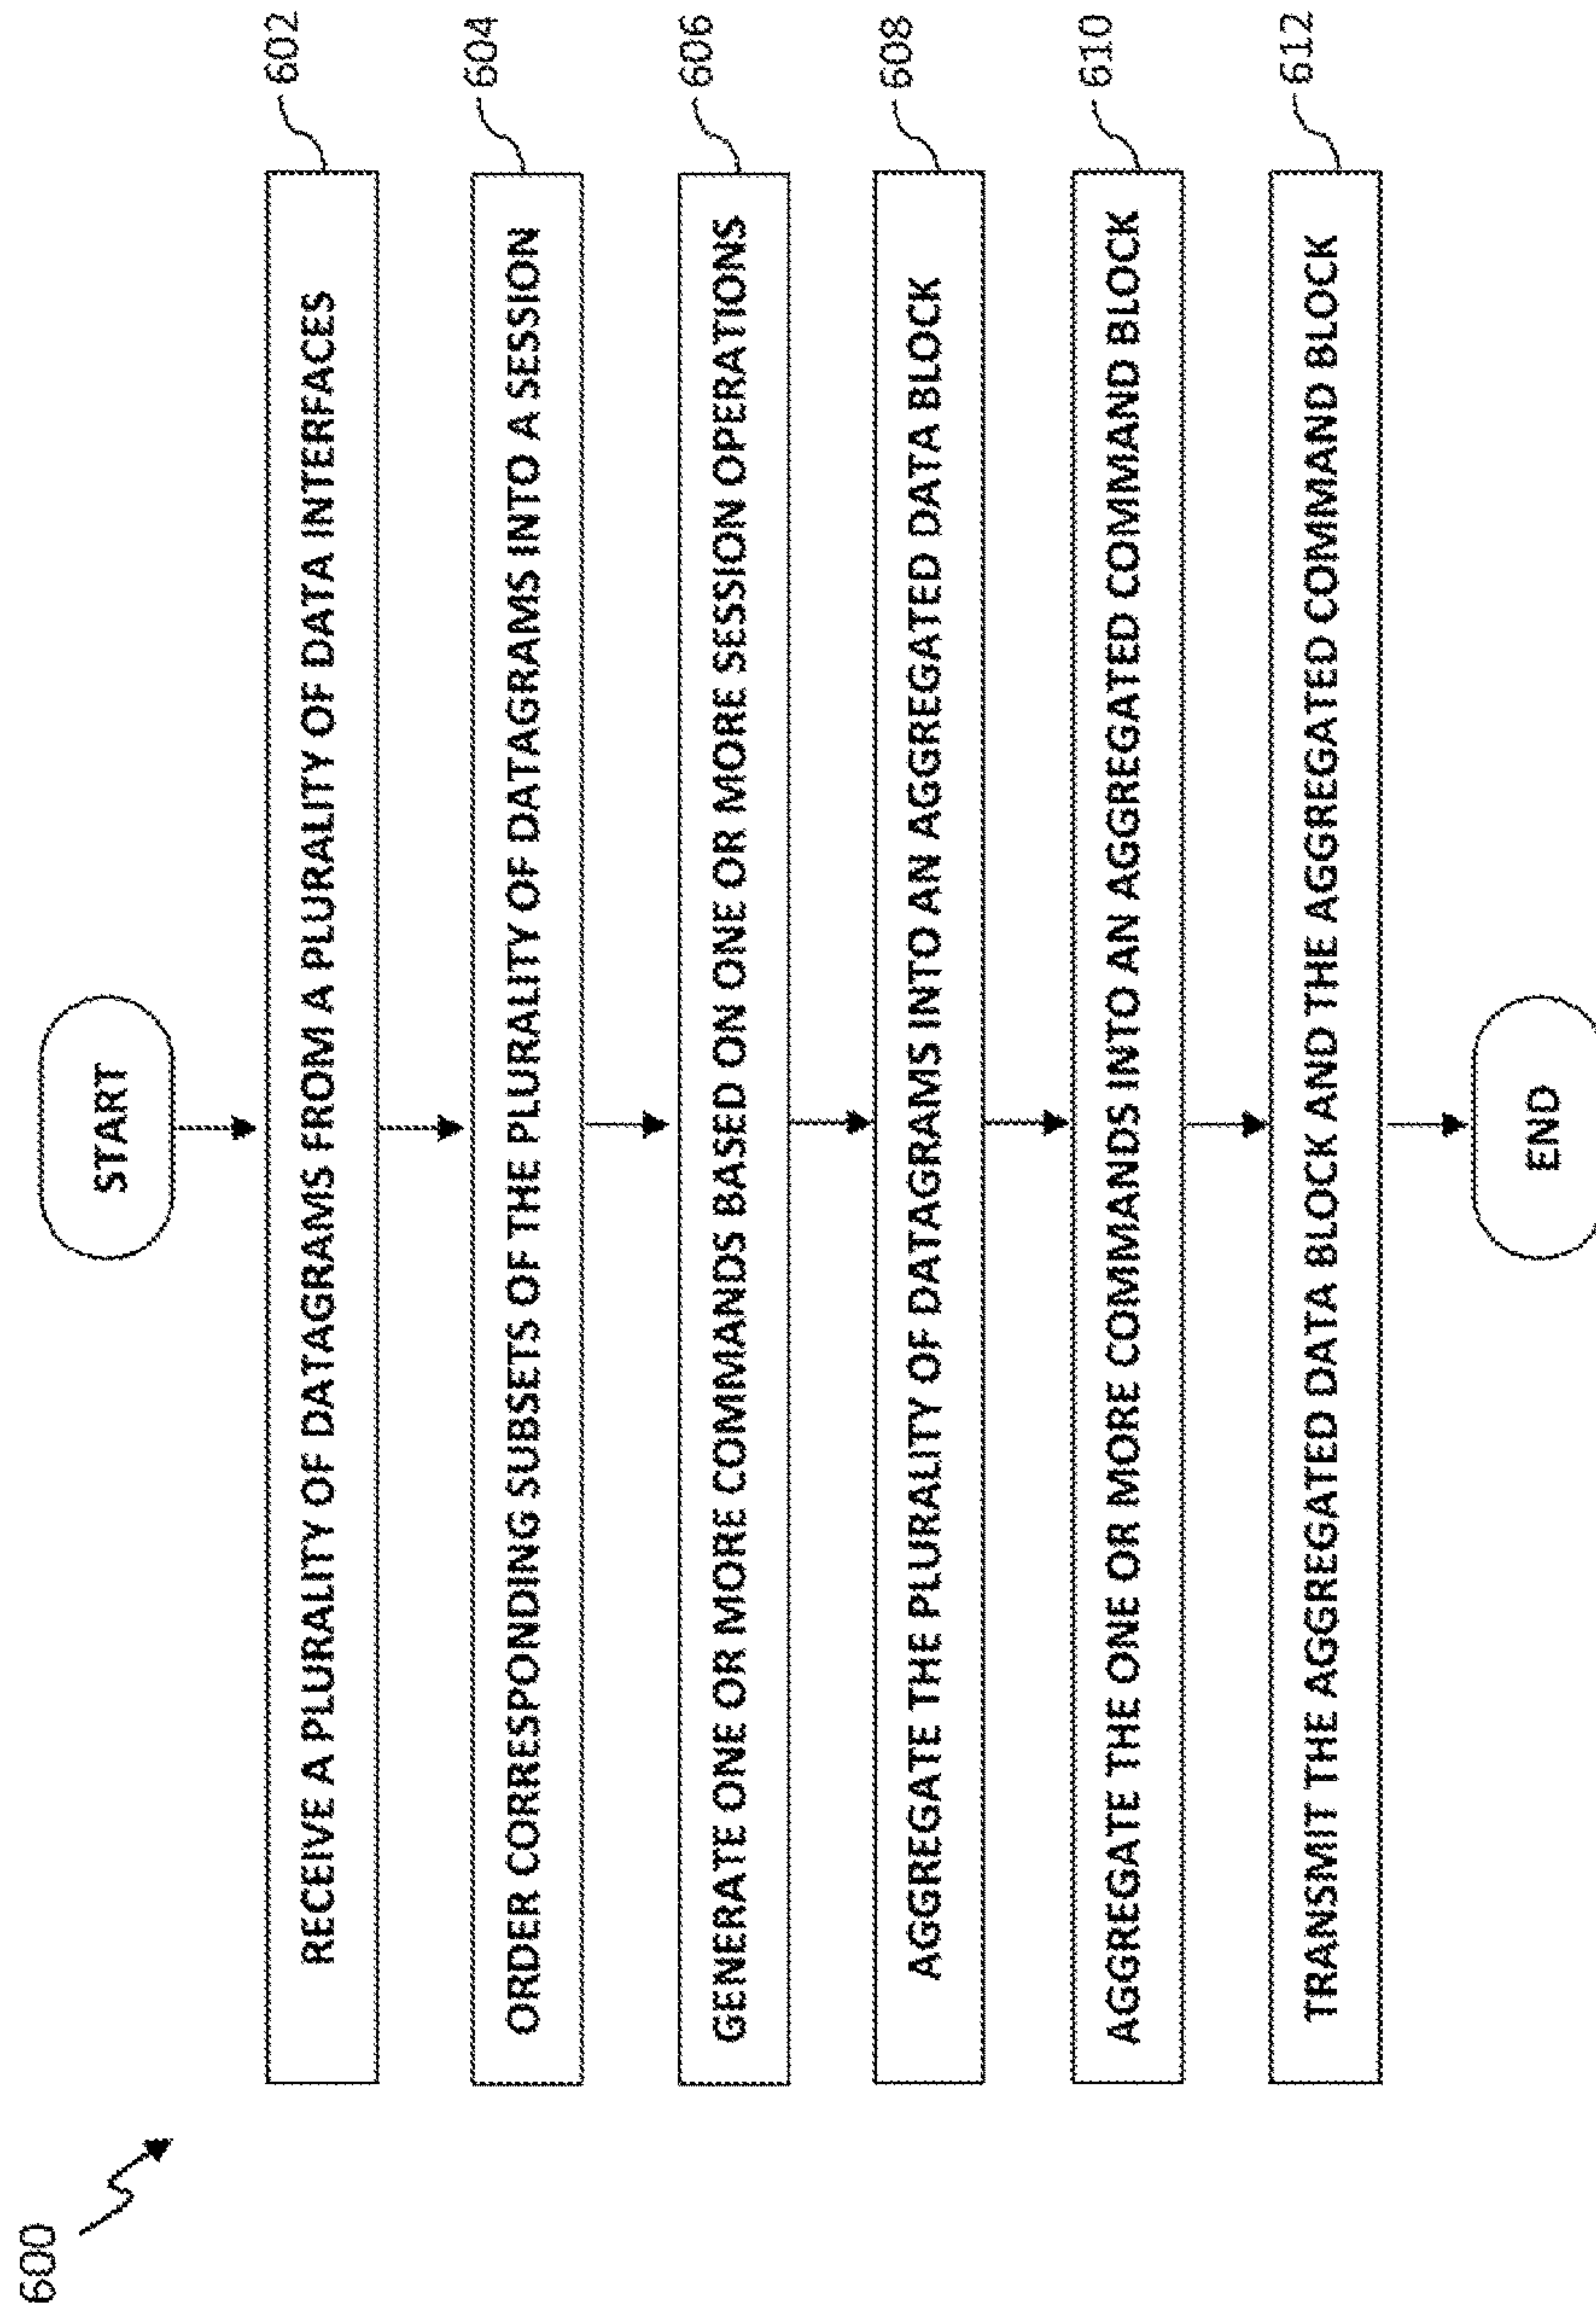 600
START
RECEIVE A PLURALITY OF DATAGRAMS FROM A PLURALITY OF DATA INTERFACES
602
ORDER CORRESPONDING SUBSETS OF THE PLURALITY OF DATAGRAMS INTO A SESSION
604
GENERATE ONE OR MORE COMMANDS BASED ON ONE OR MORE SESSION OPERATIONS
606
AGGREGATE THE PLURALITY OF DATAGRAMS INTO AN AGGREGATED DATA BLOCK
608
AGGREGATE THE ONE OR MORE COMMANDS INTO AN AGGREGATED COMMAND BLOCK
610
TRANSMIT THE AGGREGATED DATA BLOCK AND THE AGGREGATED COMMAND BLOCK
612
END